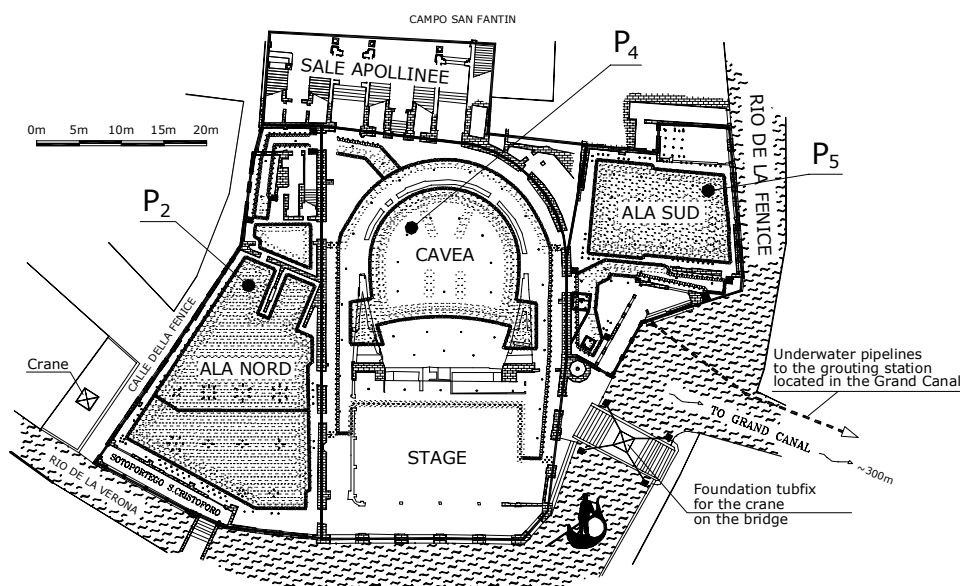 CAMPO SAN FANTIN
SALE APOLLINEE
P4
0m 5m 10m 15m 20m
RIO DE LA FENICE
P5
P2
ALA SUD
CAVEA
CALLE DELLA FENICE
Crane
ALA NORD
Underwater pipelines
to the grouting station
located in the Grand Canal
TO GRAND CANAL
~300m
STAGE
SOTOPORTEGO S.CRISTOFORO
RIO DE LA VERONA
Foundation tubfix
for the crane
on the bridge